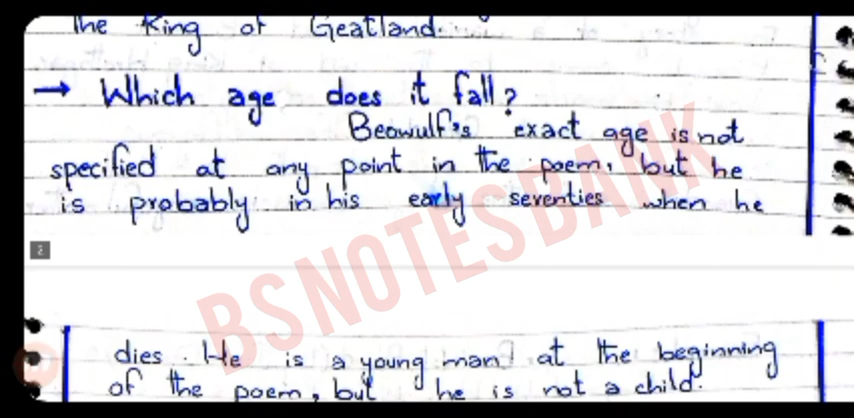 The King of Geatland.
→ Which age does it fall?
Beowulf's exact age is not
specified at any point in the poem, but he
is probably in his early seventies when he
2
dies. He is a young man at the beginning
of the poem, but he is not a child.
BSNOTESBANK